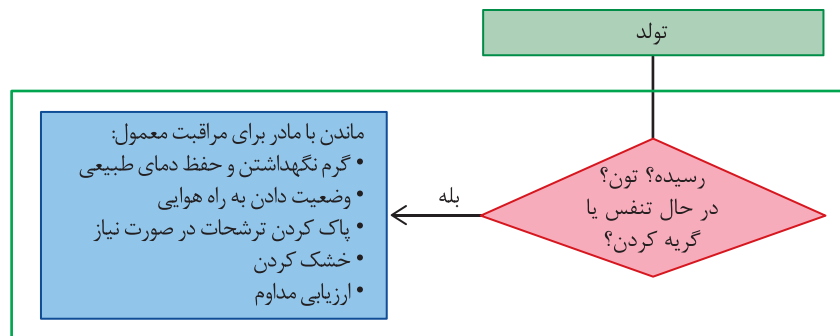 تولد
رسیده؟ تون؟
در حال تنفس یا
گریه کردن؟
بله
ماندن با مادر برای مراقبت معمول:
• گرم نگهداشتن و حفظ دمای طبیعی
• وضعیت دادن به راه هوایی
• پاک کردن ترشحات در صورت نیاز
• خشک کردن
• ارزیابی مداوم